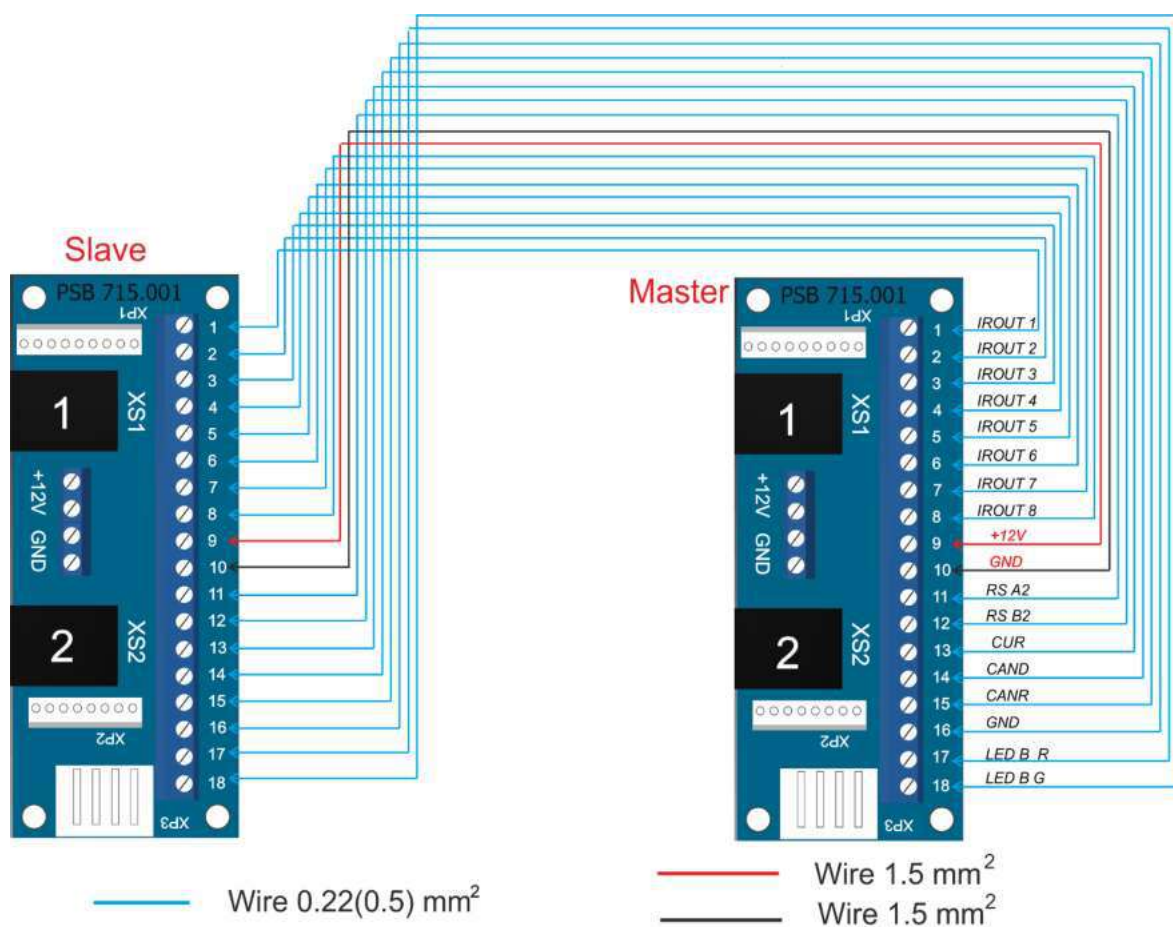 Slave
PSB 715.001
XP1
1
XS1
+12V
GND
2
XS2
XP2
XP3
1
2
3
4
5
6
7
8
9
10
11
12
13
14
15
16
17
18
Master
PSB 715.001
XP1
1
XS1
+12V
GND
2
XS2
XP2
XP3
1 IROUT 1
2 IROUT 2
3 IROUT 3
4 IROUT 4
5 IROUT 5
6 IROUT 6
7 IROUT 7
8 IROUT 8
9 +12V
10 GND
11 RS A2
12 RS B2
13 CUR
14 CAND
15 CANR
16 GND
17 LED B R
18 LED B G
Wire 0.22(0.5) mm²
Wire 1.5 mm²
Wire 1.5 mm²